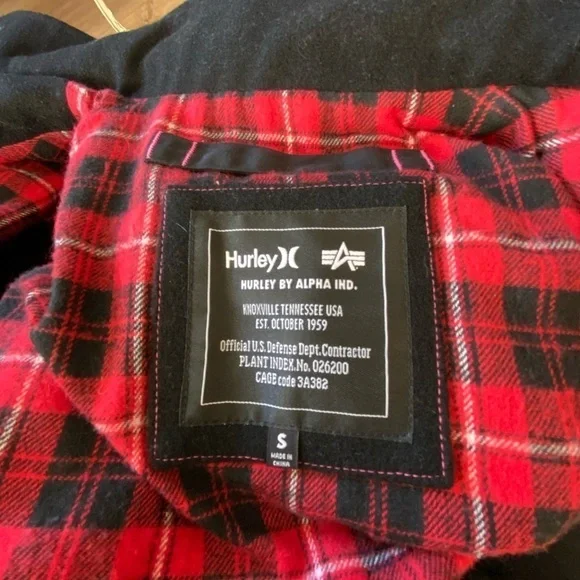 Hurley
HURLEY BY ALPHA IND.
KNOXVILLE TENNESSEE USA
EST. OCTOBER 1959
Official U.S. Defense Dept. Contractor
PLANT INDEX. No. 026200
CAGE code 3A382
S
MADE IN
CHINA